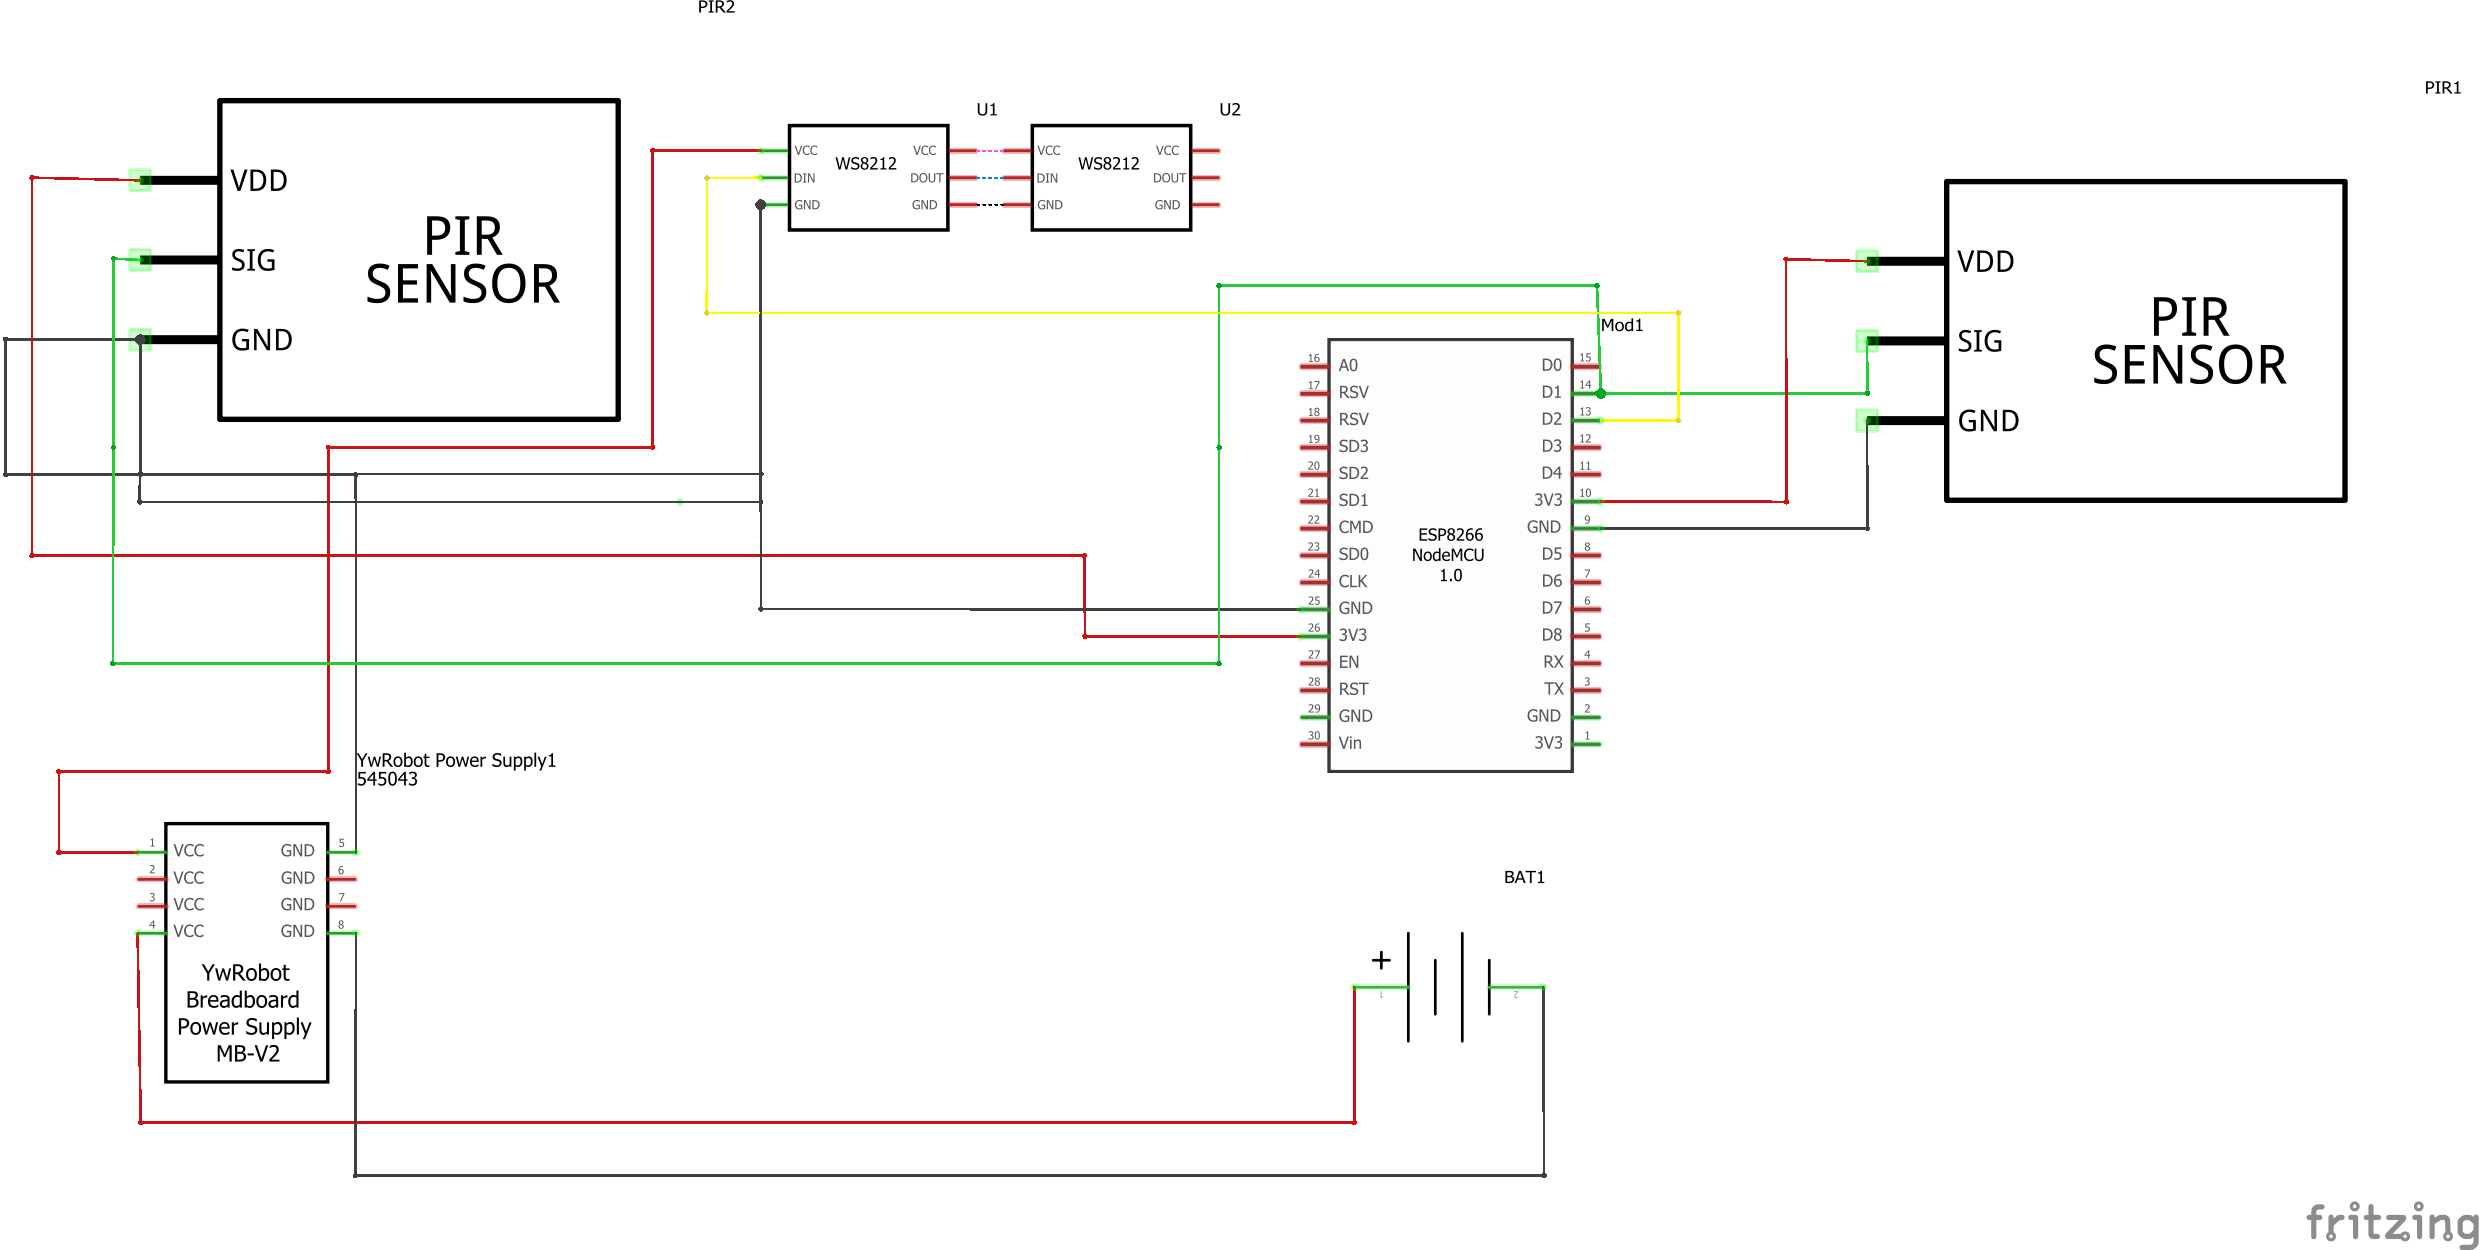 PIR2
PIR1
VDD
SIG
GND
PIR
SENSOR
U1
VCC
DIN
GND
WS8212
VCC
DOUT
GND
U2
VCC
DIN
GND
WS8212
VCC
DOUT
GND
VDD
SIG
GND
PIR
SENSOR
Mod1
16 A0 D0 15
17 RSV D1 14
18 RSV D2 13
19 SD3 D3 12
20 SD2 D4 11
21 SD1 3V3 10
22 CMD GND 9
23 SD0 D5 8
24 CLK D6 7
25 GND D7 6
26 3V3 D8 5
27 EN RX 4
28 RST TX 3
29 GND GND 2
30 Vin 3V3 1
ESP8266
NodeMCU
1.0
YwRobot Power Supply1
545043
1 VCC GND 5
2 VCC GND 6
3 VCC GND 7
4 VCC GND 8
YwRobot
Breadboard
Power Supply
MB-V2
BAT1
+
1 2
fritzing